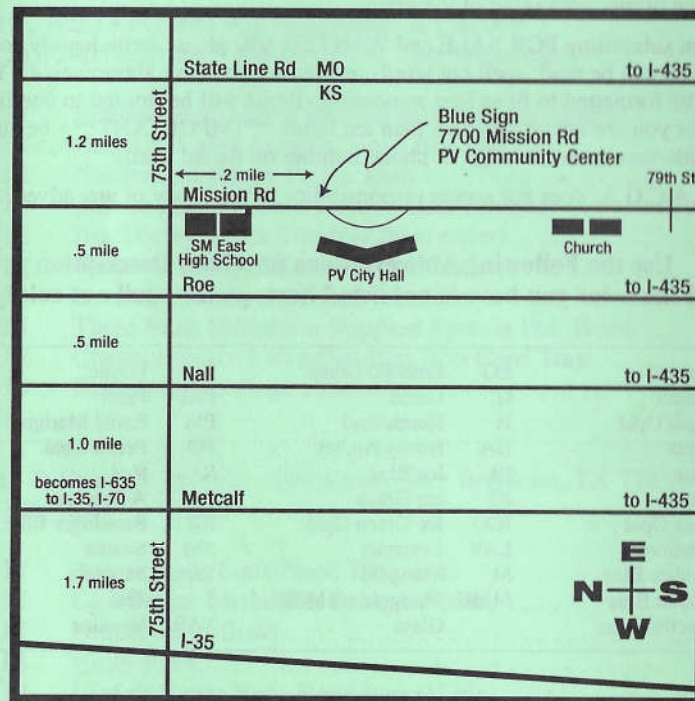 State Line Rd MO to I-435
KS
75th Street
1.2 miles
Blue Sign
7700 Mission Rd
PV Community Center
.2 mile
Mission Rd
79th St
SM East
High School
PV City Hall
Church
.5 mile
Roe to I-435
.5 mile
Nall to I-435
1.0 mile
becomes I-635
to I-35, I-70
Metcalf to I-435
75th Street
1.7 miles
I-35
E
N S
W